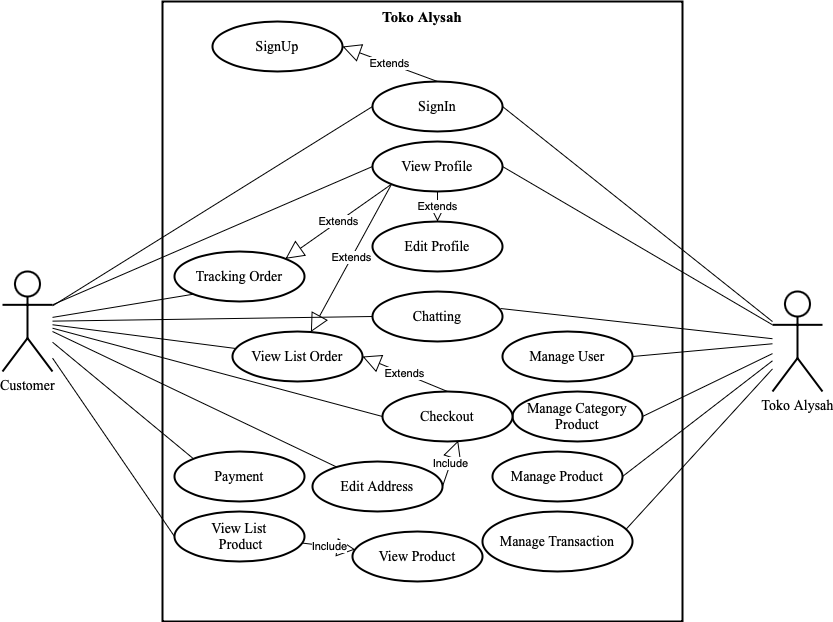 Toko Alysah
SignUp
Extends
SignIn
View Profile
Extends
Extends
Extends
Edit Profile
Tracking Order
Chatting
View List Order
Manage User
Extends
Customer
Toko Alysah
Checkout
Manage Category
Product
Include
Payment
Edit Address
Manage Product
View List
Product
Include
View Product
Manage Transaction